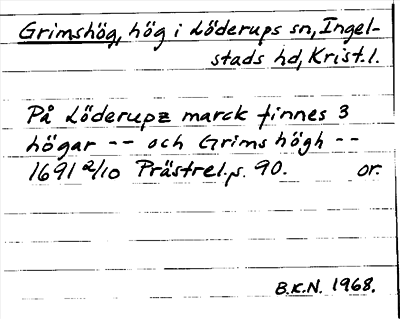 Grimshög, hög i Löderups sn, Ingel-
stads hd, Krist. l.
På Löderupz marck finnes 3
högar -- och Grims högh --
1691 2/10 Prästrel. s. 90. or.
B.K.N. 1968.